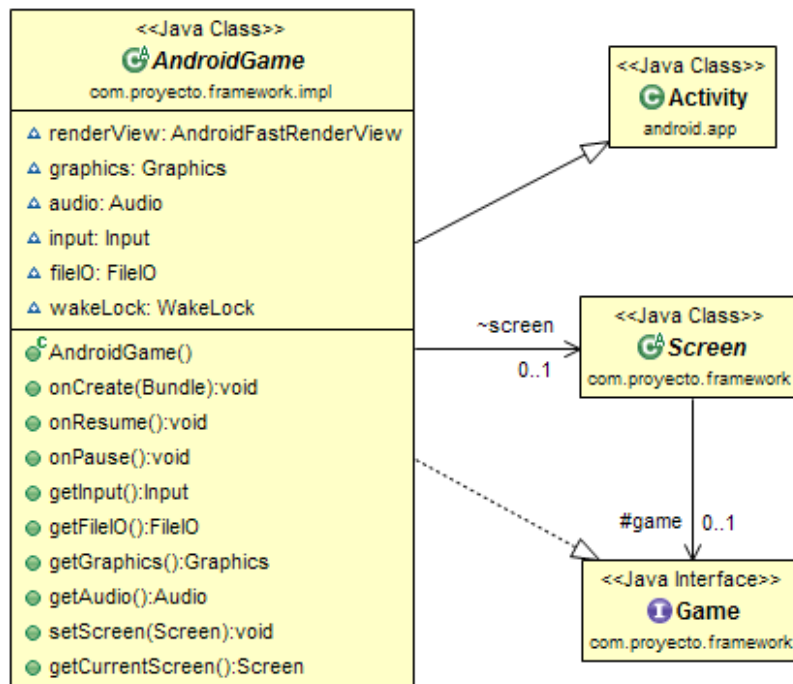 <<Java Class>>
AndroidGame
com.proyecto.framework.impl
renderView: AndroidFastRenderView
graphics: Graphics
audio: Audio
input: Input
fileIO: FileIO
wakeLock: WakeLock
AndroidGame()
onCreate(Bundle):void
onResume():void
onPause():void
getInput():Input
getFileIO():FileIO
getGraphics():Graphics
getAudio():Audio
setScreen(Screen):void
getCurrentScreen():Screen
<<Java Class>>
Activity
android.app
~screen
0..1
<<Java Class>>
Screen
com.proyecto.framework
#game
0..1
<<Java Interface>>
Game
com.proyecto.framework